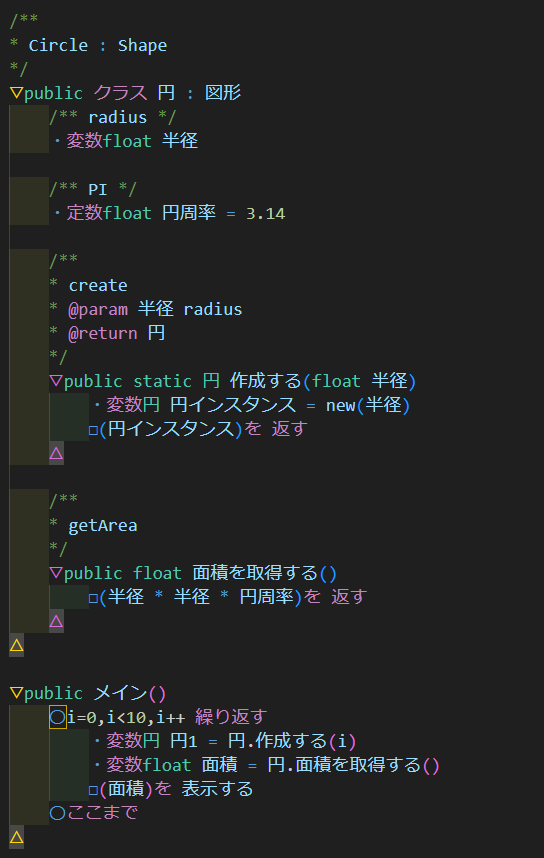 /**
* Circle : Shape
*/
▽public クラス 円 : 図形
/** radius */
・変数float 半径
/** PI */
・定数float 円周率 = 3.14
/**
* create
* @param 半径 radius
* @return 円
*/
▽public static 円 作成する(float 半径)
・変数円 円インスタンス = new(半径)
□(円インスタンス)を 返す
△
/**
* getArea
*/
▽public float 面積を取得する()
□(半径 * 半径 * 円周率)を 返す
△
△
▽public メイン()
〇i=0,i<10,i++ 繰り返す
・変数円 円1 = 円.作成する(i)
・変数float 面積 = 円.面積を取得する()
□(面積)を 表示する
〇ここまで
△